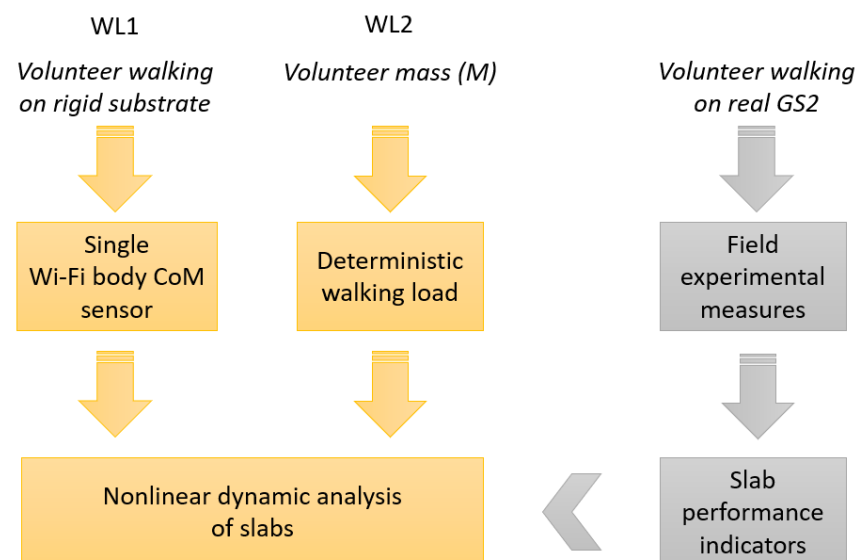 WL1
Volunteer walking
on rigid substrate
Single
Wi-Fi body CoM
sensor
WL2
Volunteer mass (M)
Deterministic
walking load
Nonlinear dynamic analysis
of slabs
Volunteer walking
on real GS2
Field
experimental
measures
Slab
performance
indicators